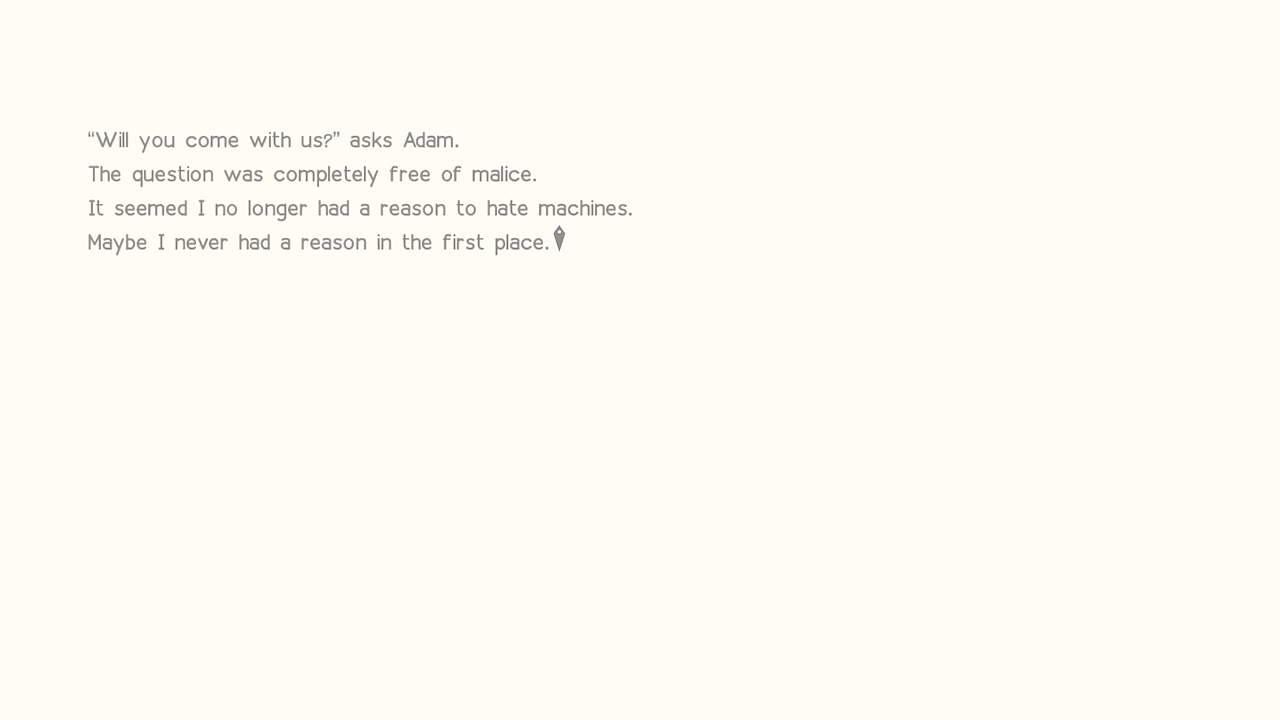 “Will you come with us?” asks Adam.
The question was completely free of malice.
It seemed I no longer had a reason to hate machines.
Maybe I never had a reason in the first place.